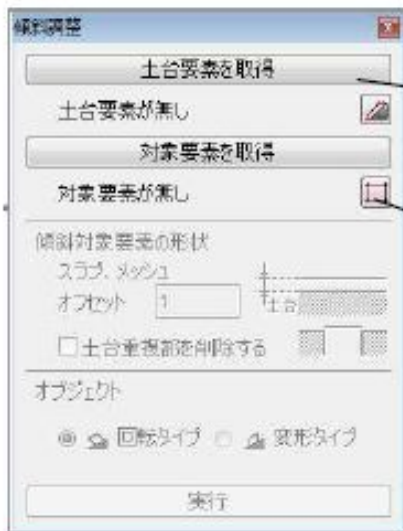 傾斜調整
土台要素を取得
土台要素が無し
対象要素を取得
対象要素が無し
傾斜対象要素の形状
スラブ、メッシュ
オフセット 1
土台
土台重複部を削除する
オブジェクト
回転タイプ 変形タイプ
実行